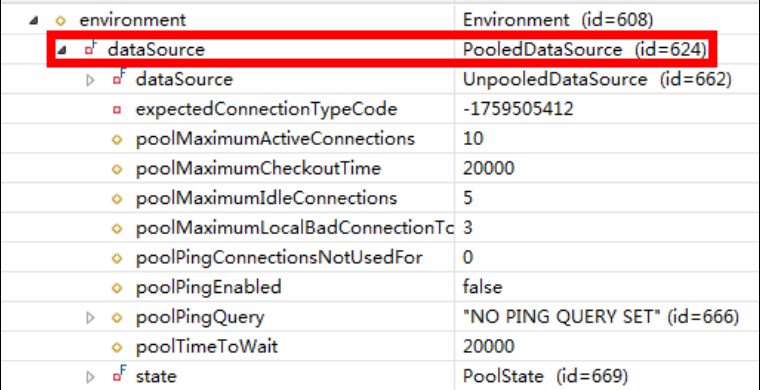 environment Environment (id=608)
dataSource PooledDataSource (id=624)
dataSource UnpooledDataSource (id=662)
expectedConnectionTypeCode -1759505412
poolMaximumActiveConnections 10
poolMaximumCheckoutTime 20000
poolMaximumIdleConnections 5
poolMaximumLocalBadConnectionTo 3
poolPingConnectionsNotUsedFor 0
poolPingEnabled false
poolPingQuery "NO PING QUERY SET" (id=666)
poolTimeToWait 20000
state PoolState (id=669)